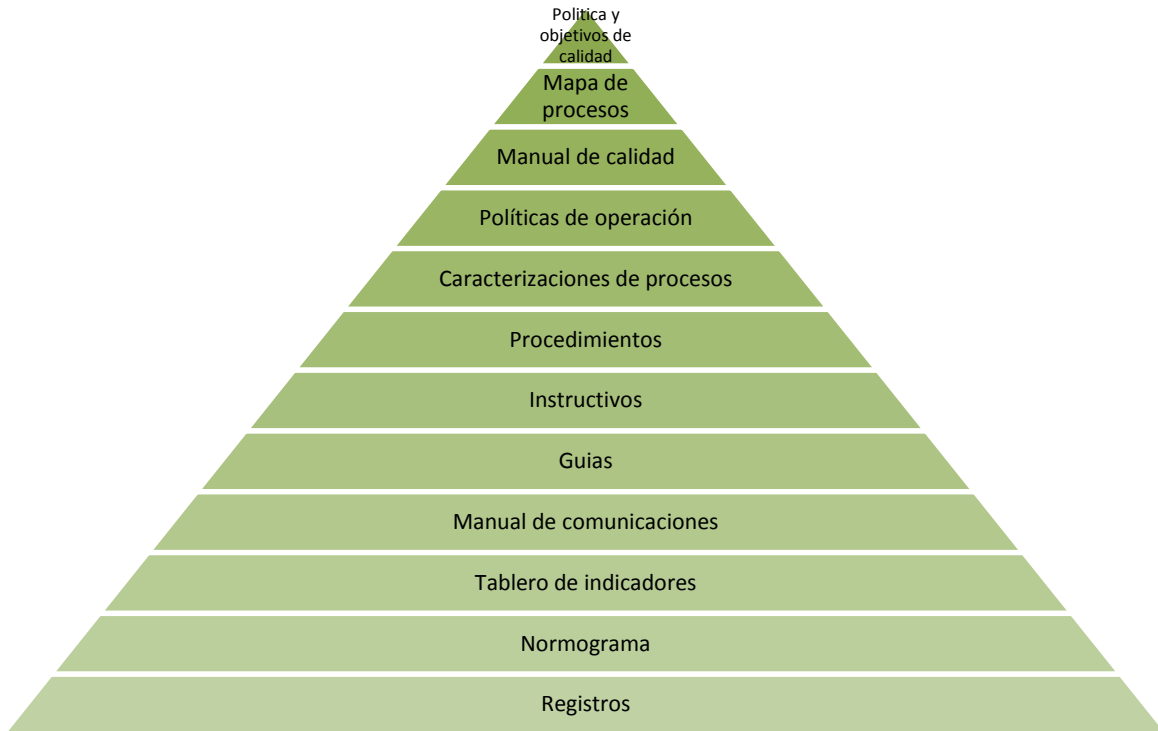 Politica y
objetivos de
calidad
Mapa de
procesos
Manual de calidad
Políticas de operación
Caracterizaciones de procesos
Procedimientos
Instructivos
Guias
Manual de comunicaciones
Tablero de indicadores
Normograma
Registros